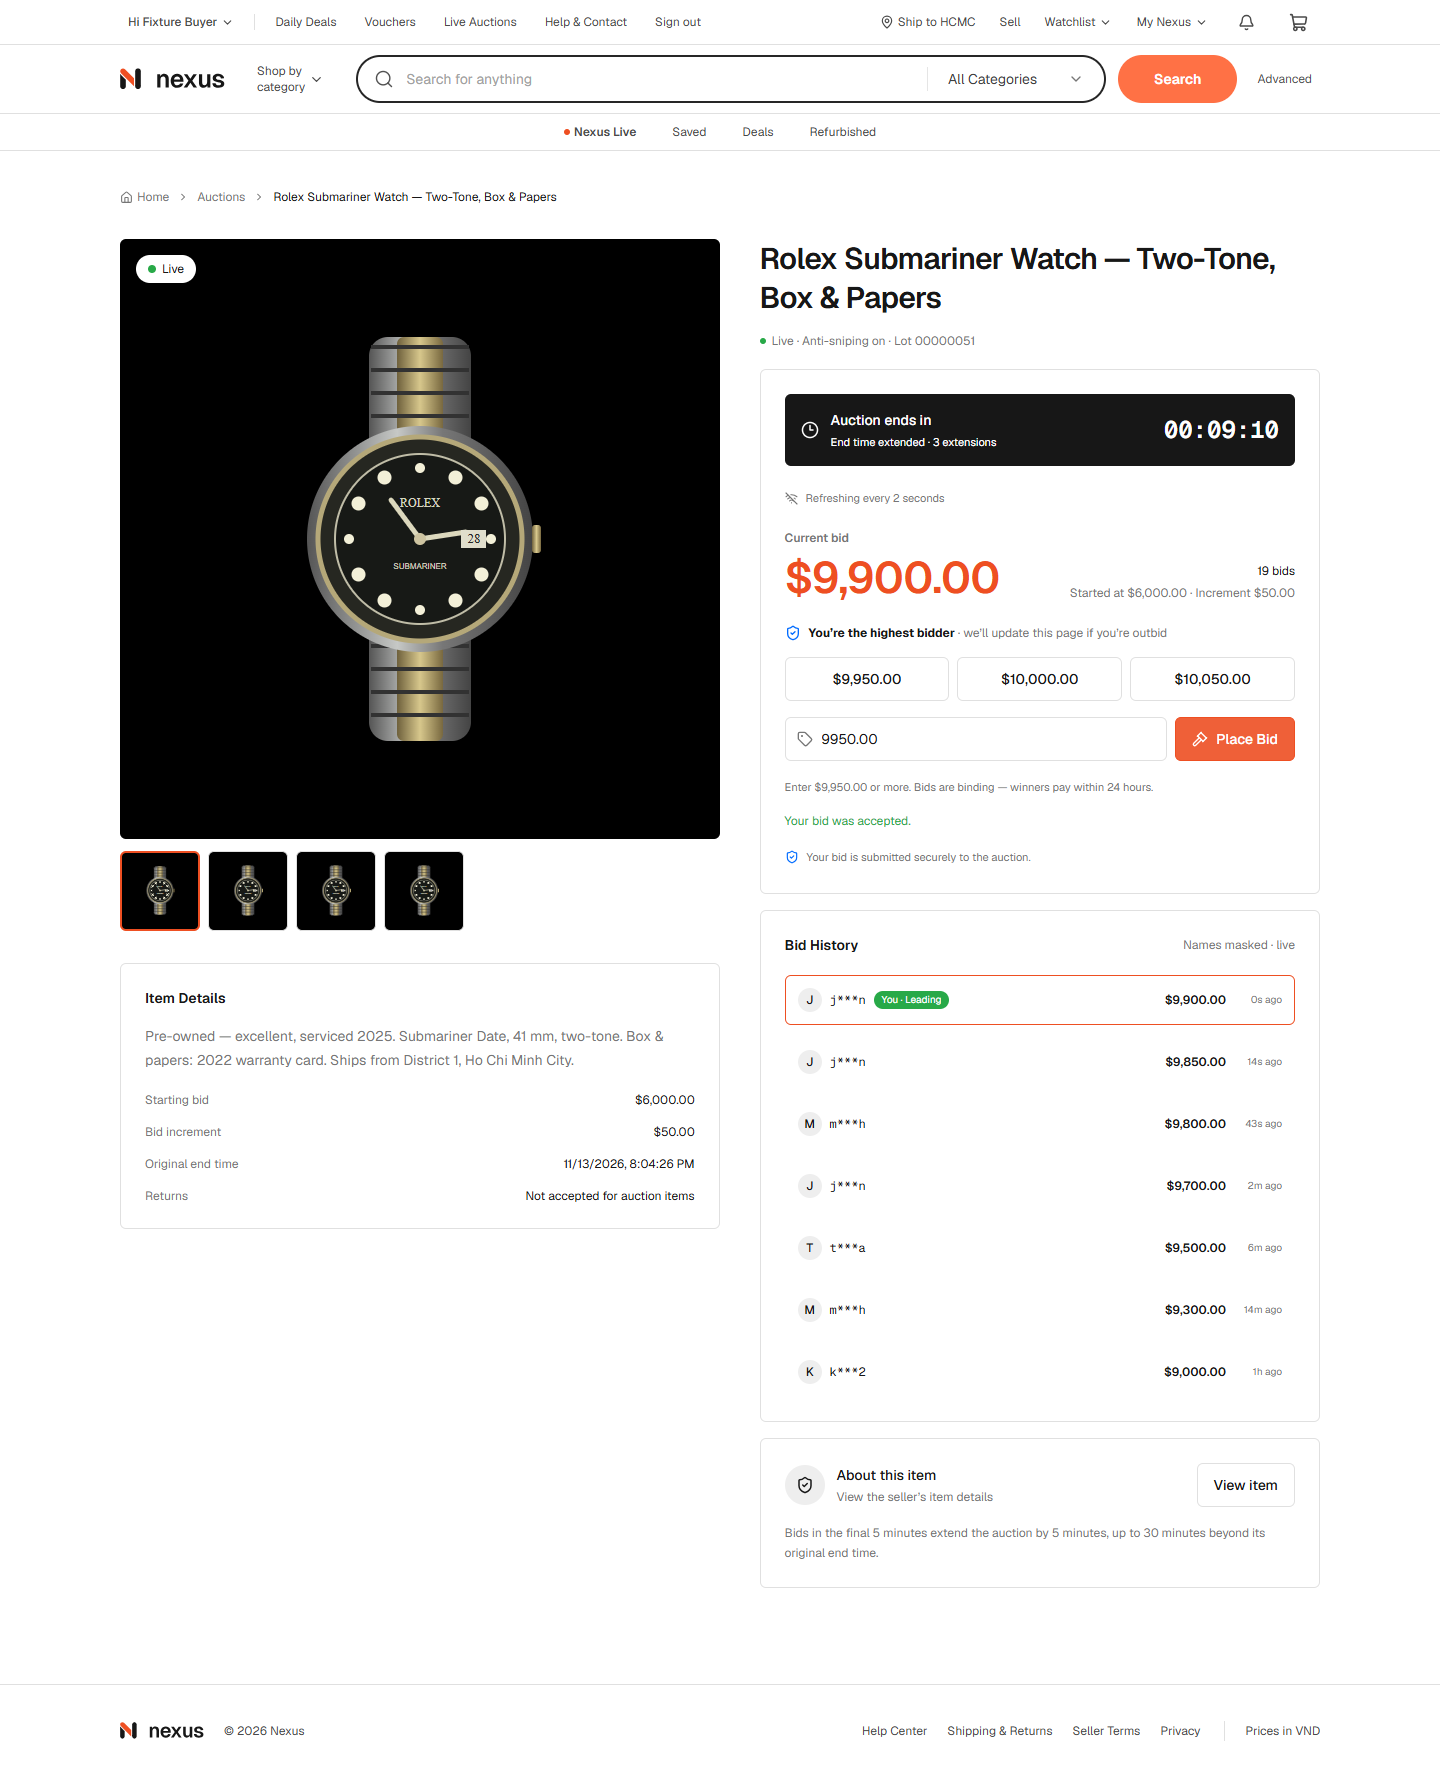 Hi Fixture Buyer
Daily Deals
Vouchers
Live Auctions
Help & Contact
Sign out
Ship to HCMC
Sell
Watchlist
My Nexus
nexus
Shop by
category
Search for anything
All Categories
Search
Advanced
Nexus Live
Saved
Deals
Refurbished
Home
Auctions
Rolex Submariner Watch — Two-Tone, Box & Papers
Live
ROLEX
28
SUBMARINER
Rolex Submariner Watch — Two-Tone,
Box & Papers
Live · Anti-sniping on · Lot 00000051
Auction ends in
End time extended · 3 extensions
00:09:10
Refreshing every 2 seconds
Current bid
$9,900.00
19 bids
Started at $6,000.00 · Increment $50.00
You're the highest bidder · we'll update this page if you're outbid
$9,950.00
$10,000.00
$10,050.00
9950.00
Place Bid
Enter $9,950.00 or more. Bids are binding — winners pay within 24 hours.
Your bid was accepted.
Your bid is submitted securely to the auction.
Item Details
Pre-owned — excellent, serviced 2025. Submariner Date, 41 mm, two-tone. Box &
papers: 2022 warranty card. Ships from District 1, Ho Chi Minh City.
Starting bid $6,000.00
Bid increment $50.00
Original end time 11/13/2026, 8:04:26 PM
Returns Not accepted for auction items
Bid History
Names masked · live
J j***n You · Leading $9,900.00 0s ago
J j***n $9,850.00 14s ago
M m***h $9,800.00 43s ago
J j***n $9,700.00 2m ago
T t***a $9,500.00 6m ago
M m***h $9,300.00 14m ago
K k***2 $9,000.00 1h ago
About this item
View the seller's item details
View item
Bids in the final 5 minutes extend the auction by 5 minutes, up to 30 minutes beyond its
original end time.
nexus
© 2026 Nexus
Help Center
Shipping & Returns
Seller Terms
Privacy
Prices in VND